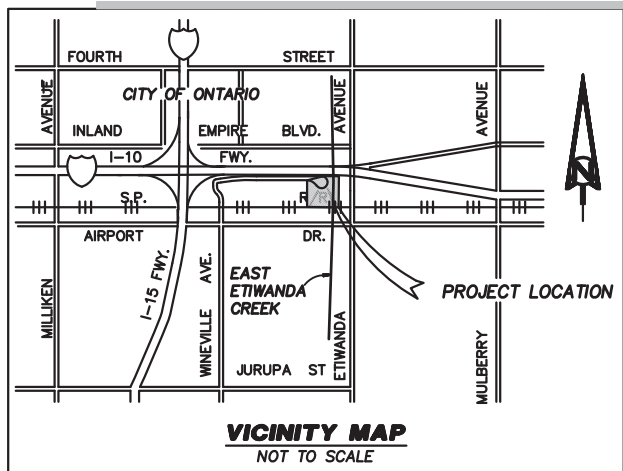 FOURTH STREET
AVENUE
AVENUE
AVENUE
CITY OF ONTARIO
INLAND EMPIRE BLVD.
I-10 FWY.
S.P. R R
AIRPORT DR.
MILLIKEN
I-15 FWY.
WINEVILLE AVE.
EAST
ETIWANDA
CREEK
ETIWANDA
PROJECT LOCATION
MULBERRY
JURUPA ST
N
VICINITY MAP
NOT TO SCALE